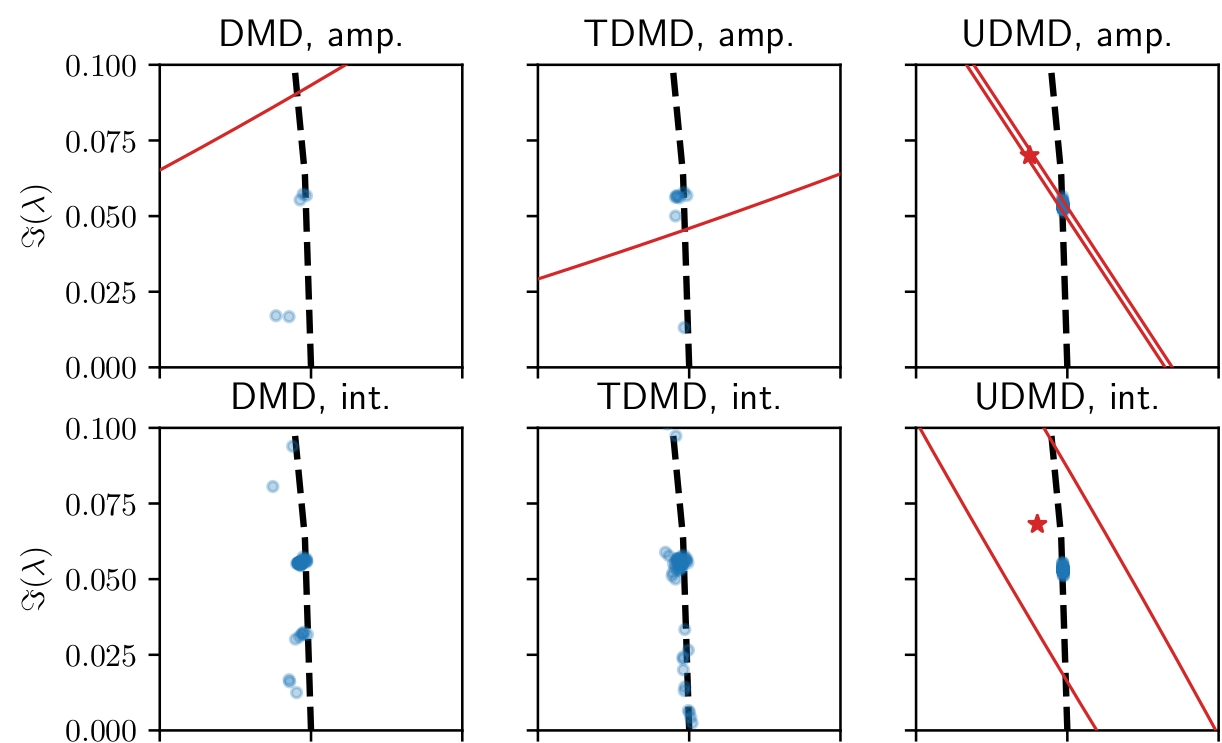 DMD, amp.
TDMD, amp.
UDMD, amp.
0.100
0.075
0.050
0.025
0.000
ℑ(λ)
DMD, int.
TDMD, int.
UDMD, int.
0.100
0.075
0.050
0.025
0.000
ℑ(λ)